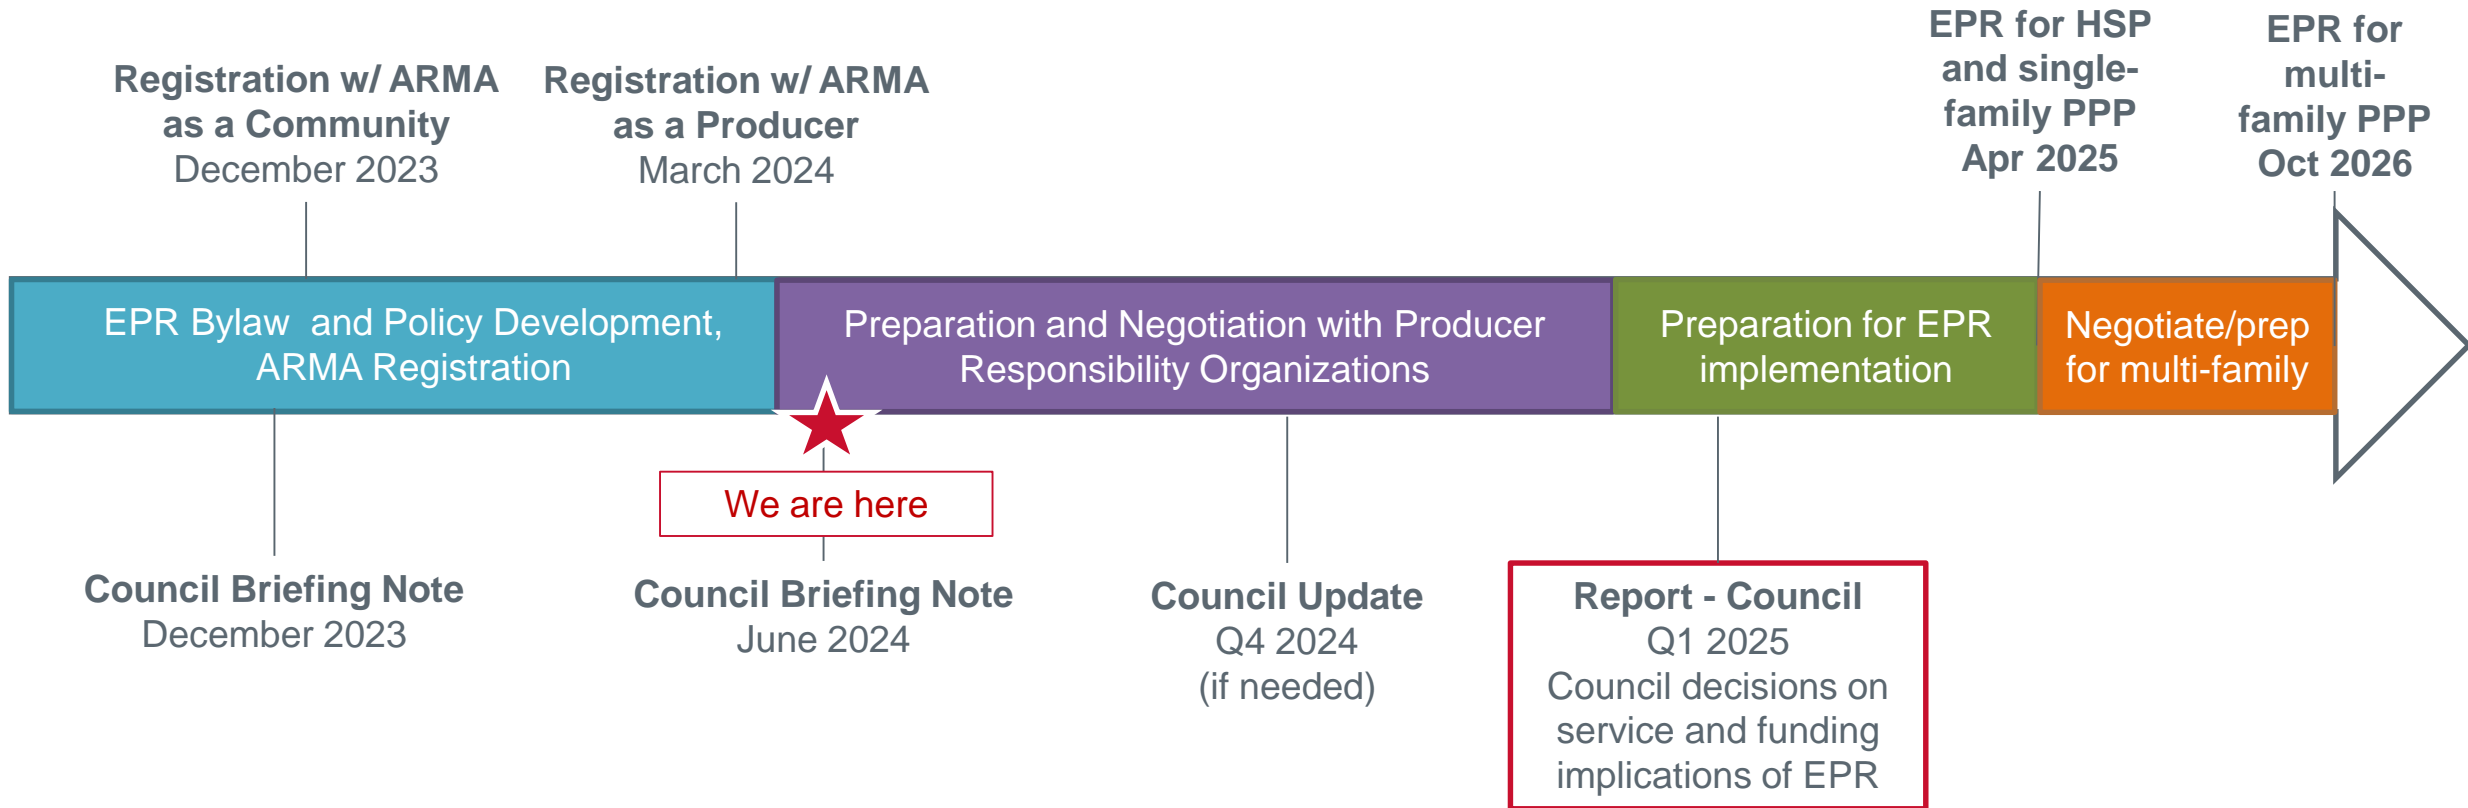 Registration w/ ARMA
as a Community
December 2023
Registration w/ ARMA
as a Producer
March 2024
EPR for HSP
and single-
family PPP
Apr 2025
EPR for
multi-
family PPP
Oct 2026
EPR Bylaw  and Policy Development,
ARMA Registration
Preparation and Negotiation with Producer
Responsibility Organizations
Preparation for EPR
implementation
Negotiate/prep
for multi-family
We are here
Council Briefing Note
December 2023
Council Briefing Note
June 2024
Council Update
Q4 2024
(if needed)
Report - Council
Q1 2025
Council decisions on
service and funding
implications of EPR